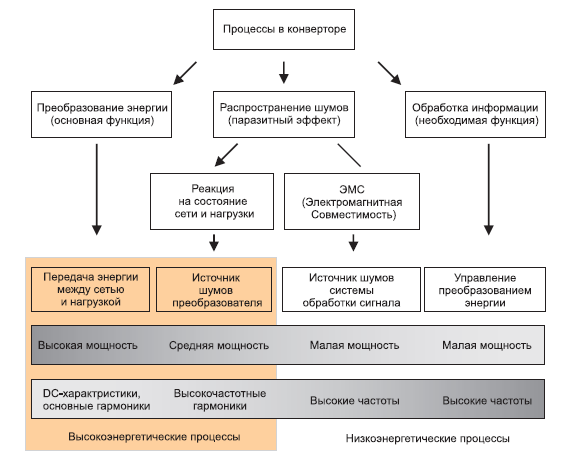 Процессы в конверторе
Преобразование энергии
(основная функция)
Распространение шумов
(паразитный эффект)
Обработка информации
(необходимая функция)
Реакция
на состояние
сети и нагрузки
ЭМС
(Электромагнитная
Совместимость)
Передача энергии
между сетью
и нагрузкой
Источник
шумов
преобразователя
Источник шумов
системы
обработки сигнала
Управление
преобразованием
энергии
Высокая мощность
Средняя мощность
Малая мощность
Малая мощность
DC-характристики,
основные гармоники
Высокочастотные
гармоники
Высокие частоты
Высокие частоты
Высокоэнергетические процессы
Низкоэнергетические процессы